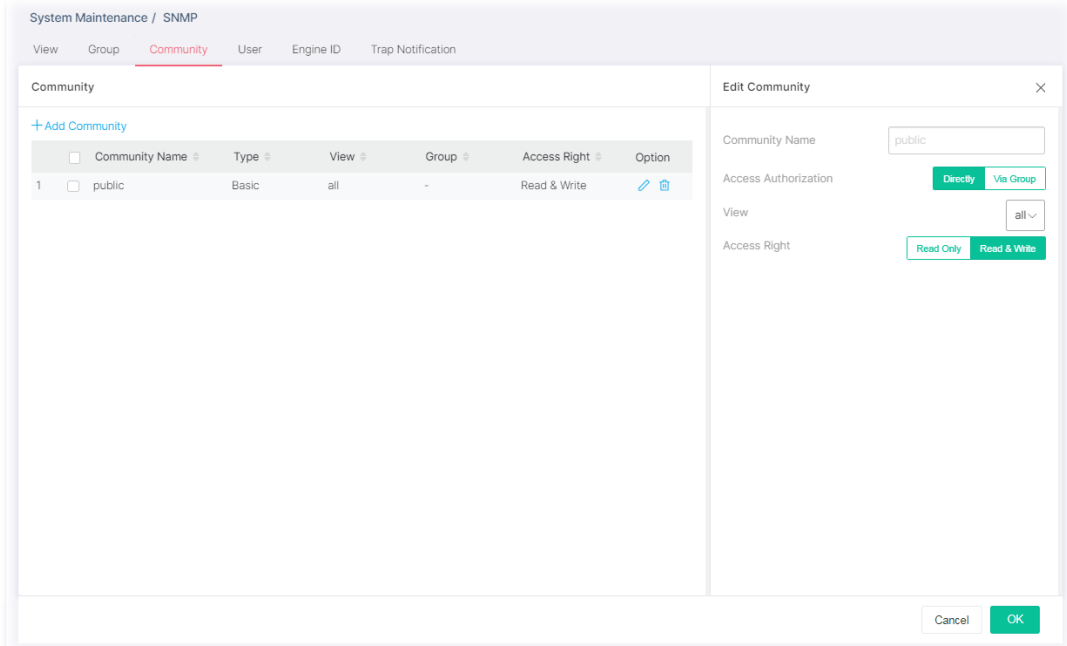 System Maintenance / SNMP
View Group Community User Engine ID Trap Notification
Community
+Add Community
Community Name Type View Group Access Right Option
1 public Basic all - Read & Write
Edit Community
Community Name public
Access Authorization Directly Via Group
View all
Access Right Read Only Read & Write
Cancel OK